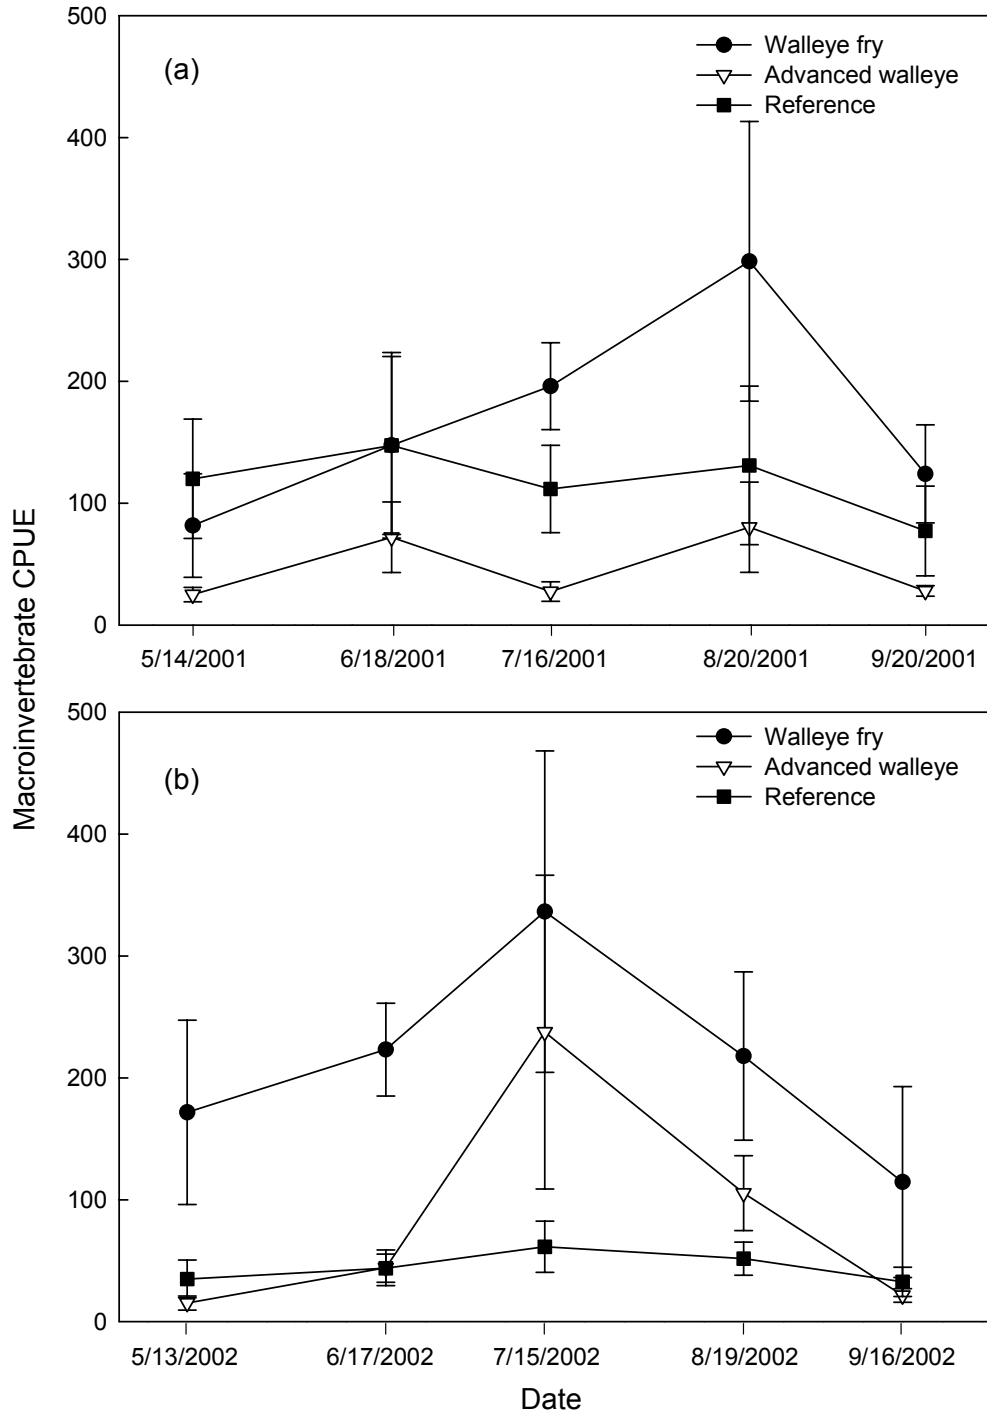 500
(a)
Walleye fry
Advanced walleye
Reference
400
300
200
100
0
5/14/2001 6/18/2001 7/16/2001 8/20/2001 9/20/2001
Macroinvertebrate CPUE
500
(b)
Walleye fry
Advanced walleye
Reference
400
300
200
100
0
5/13/2002 6/17/2002 7/15/2002 8/19/2002 9/16/2002
Date